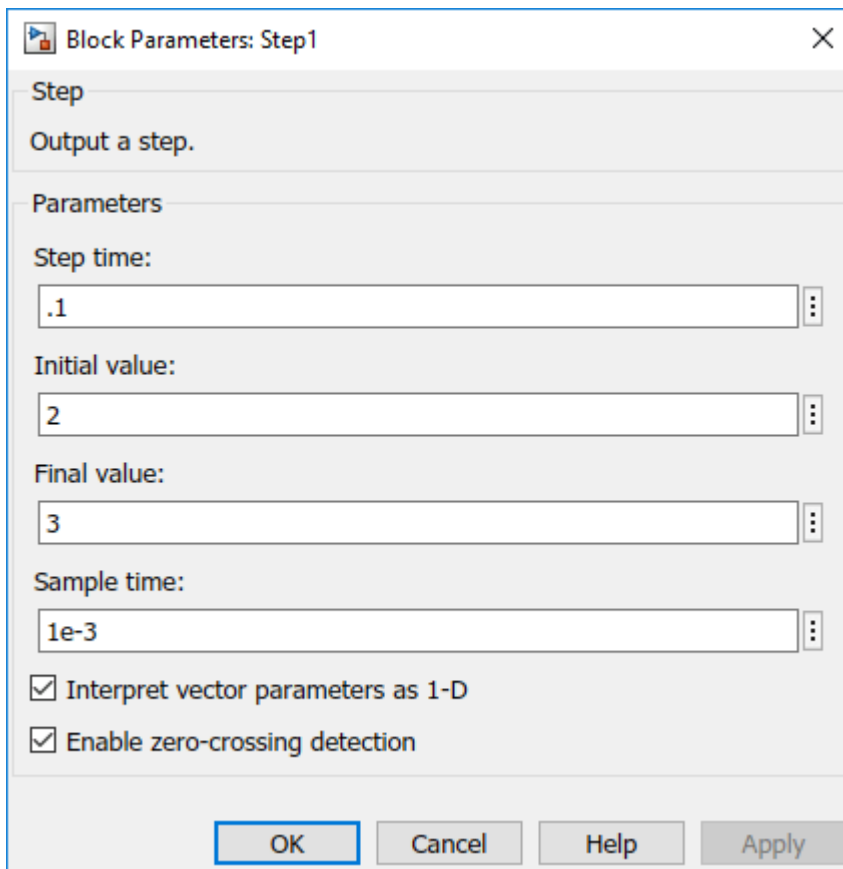 Block Parameters: Step1
Step
Output a step.
Parameters
Step time:
.1
Initial value:
2
Final value:
3
Sample time:
1e-3
Interpret vector parameters as 1-D
Enable zero-crossing detection
OK Cancel Help Apply